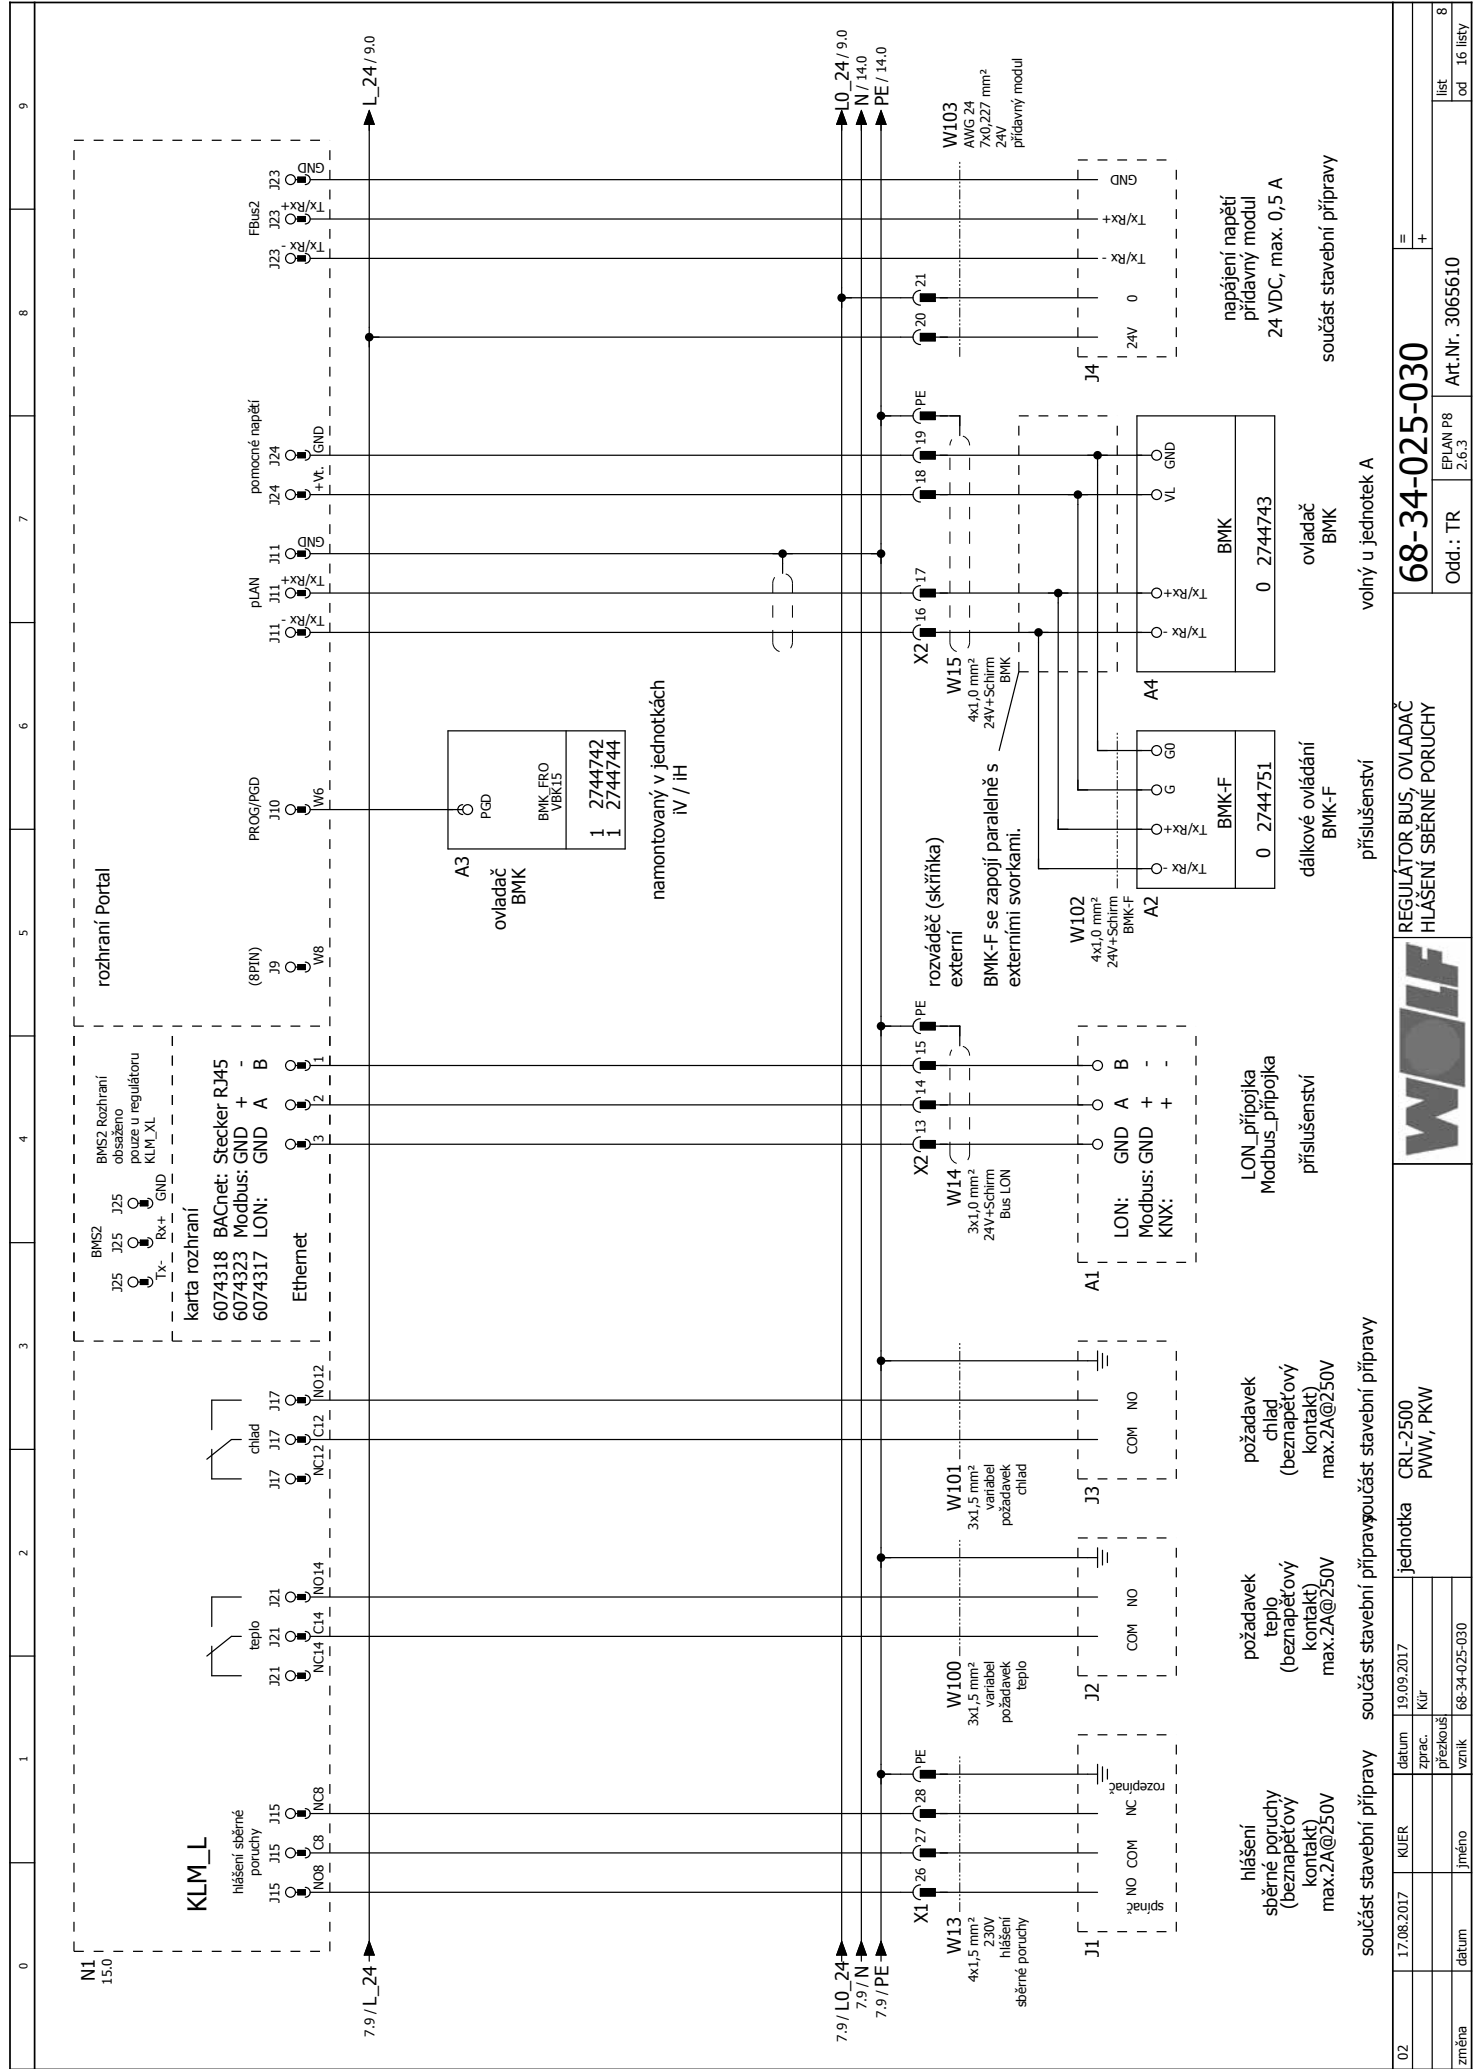 0 1 2 3 4 5 6 7 8 9
N1
15.0
KLM_L
hlášení sběrné
poruchy
J15 J15 J15
NO8 C8 NC8
teplo
J21 J21 J21
NC14 C14 NO14
chlad
J17 J17 J17
NC12 C12 NO12
BMS2
J25 J25 J25
Tx- Rx+ GND
BMS2 Rozhraní
obsaženo
pouze u regulátoru
KLM_XL
karta rozhraní
6074318 BACnet: Stecker RJ45
6074323 Modbus: GND + -
6074317 LON: GND A B
Ethernet
3 2 1
rozhraní Portal
(8PIN)
J9
W8
PROG/PGD
J10
W6
pLAN
J11 J11 J11
Tx/Rx - Tx/Rx+ GND
pomocné napětí
J24 J24
+Vt. GND
FBus2
J23 J23 J23
Tx/Rx - Tx/Rx+ GND
7.9 / L_24
L_24 / 9.0
A3
PGD
BMK_FRO
VBK15
1 2744742
1 2744744
ovladač
BMK
namontovaný v jednotkách
iV / iH
7.9 / L0_24
7.9 / N
7.9 / PE
L0_24 / 9.0
N / 14.0
PE / 14.0
X1 26 27 28 PE
W13
4x1,5 mm²
230V
hlášení
sběrné poruchy
J1
spínač NO COM NC rozepínač
hlášení
sběrné poruchy
(beznapěťový
kontakt)
max.2A@250V
součást stavební přípravy
W100
3x1,5 mm²
variabel
požadavek
teplo
J2
COM NO
požadavek
teplo
(beznapěťový
kontakt)
max.2A@250V
součást stavební přípravy
W101
3x1,5 mm²
variabel
požadavek
chlad
J3
COM NO
požadavek
chlad
(beznapěťový
kontakt)
max.2A@250V
součást stavební přípravy
X2 13 14 15 PE
W14
3x1,0 mm²
24V+Schirm
Bus LON
A1
LON: GND A B
Modbus: GND + -
KNX: + -
LON_přípojka
Modbus_přípojka
příslušenství
rozváděč (skříňka)
externí
BMK-F se zapojí paralelně s
externími svorkami.
W102
4x1,0 mm²
24V+Schirm
BMK-F
A2
Tx/Rx - Tx/Rx+ G G0
BMK-F
0 2744751
dálkové ovládání
BMK-F
příslušenství
X2 16 17 18 19 PE
W15
4x1,0 mm²
24V+Schirm
BMK
A4
Tx/Rx - Tx/Rx+ VL GND
BMK
0 2744743
ovladač
BMK
volný u jednotek A
20 21
W103
AWG 24
7x0,227 mm²
24V
přídavný modul
J4
24V 0 Tx/Rx - Tx/Rx+ GND
napájení napětí
přídavný modul
24 VDC, max. 0,5 A
součást stavební přípravy
02 17.08.2017 KUER datum 19.09.2017
zprac. Kür
přezkouš.
změna datum jméno vznik 68-34-025-030
jednotka CRL-2500
PWW, PKW
WOLF
REGULÁTOR BUS, OVLADAČ
HLÁŠENÍ SBĚRNÉ PORUCHY
68-34-025-030
=
+
Odd.: TR
EPLAN P8
2.6.3
Art.Nr. 3065610
list 8
od 16 listy